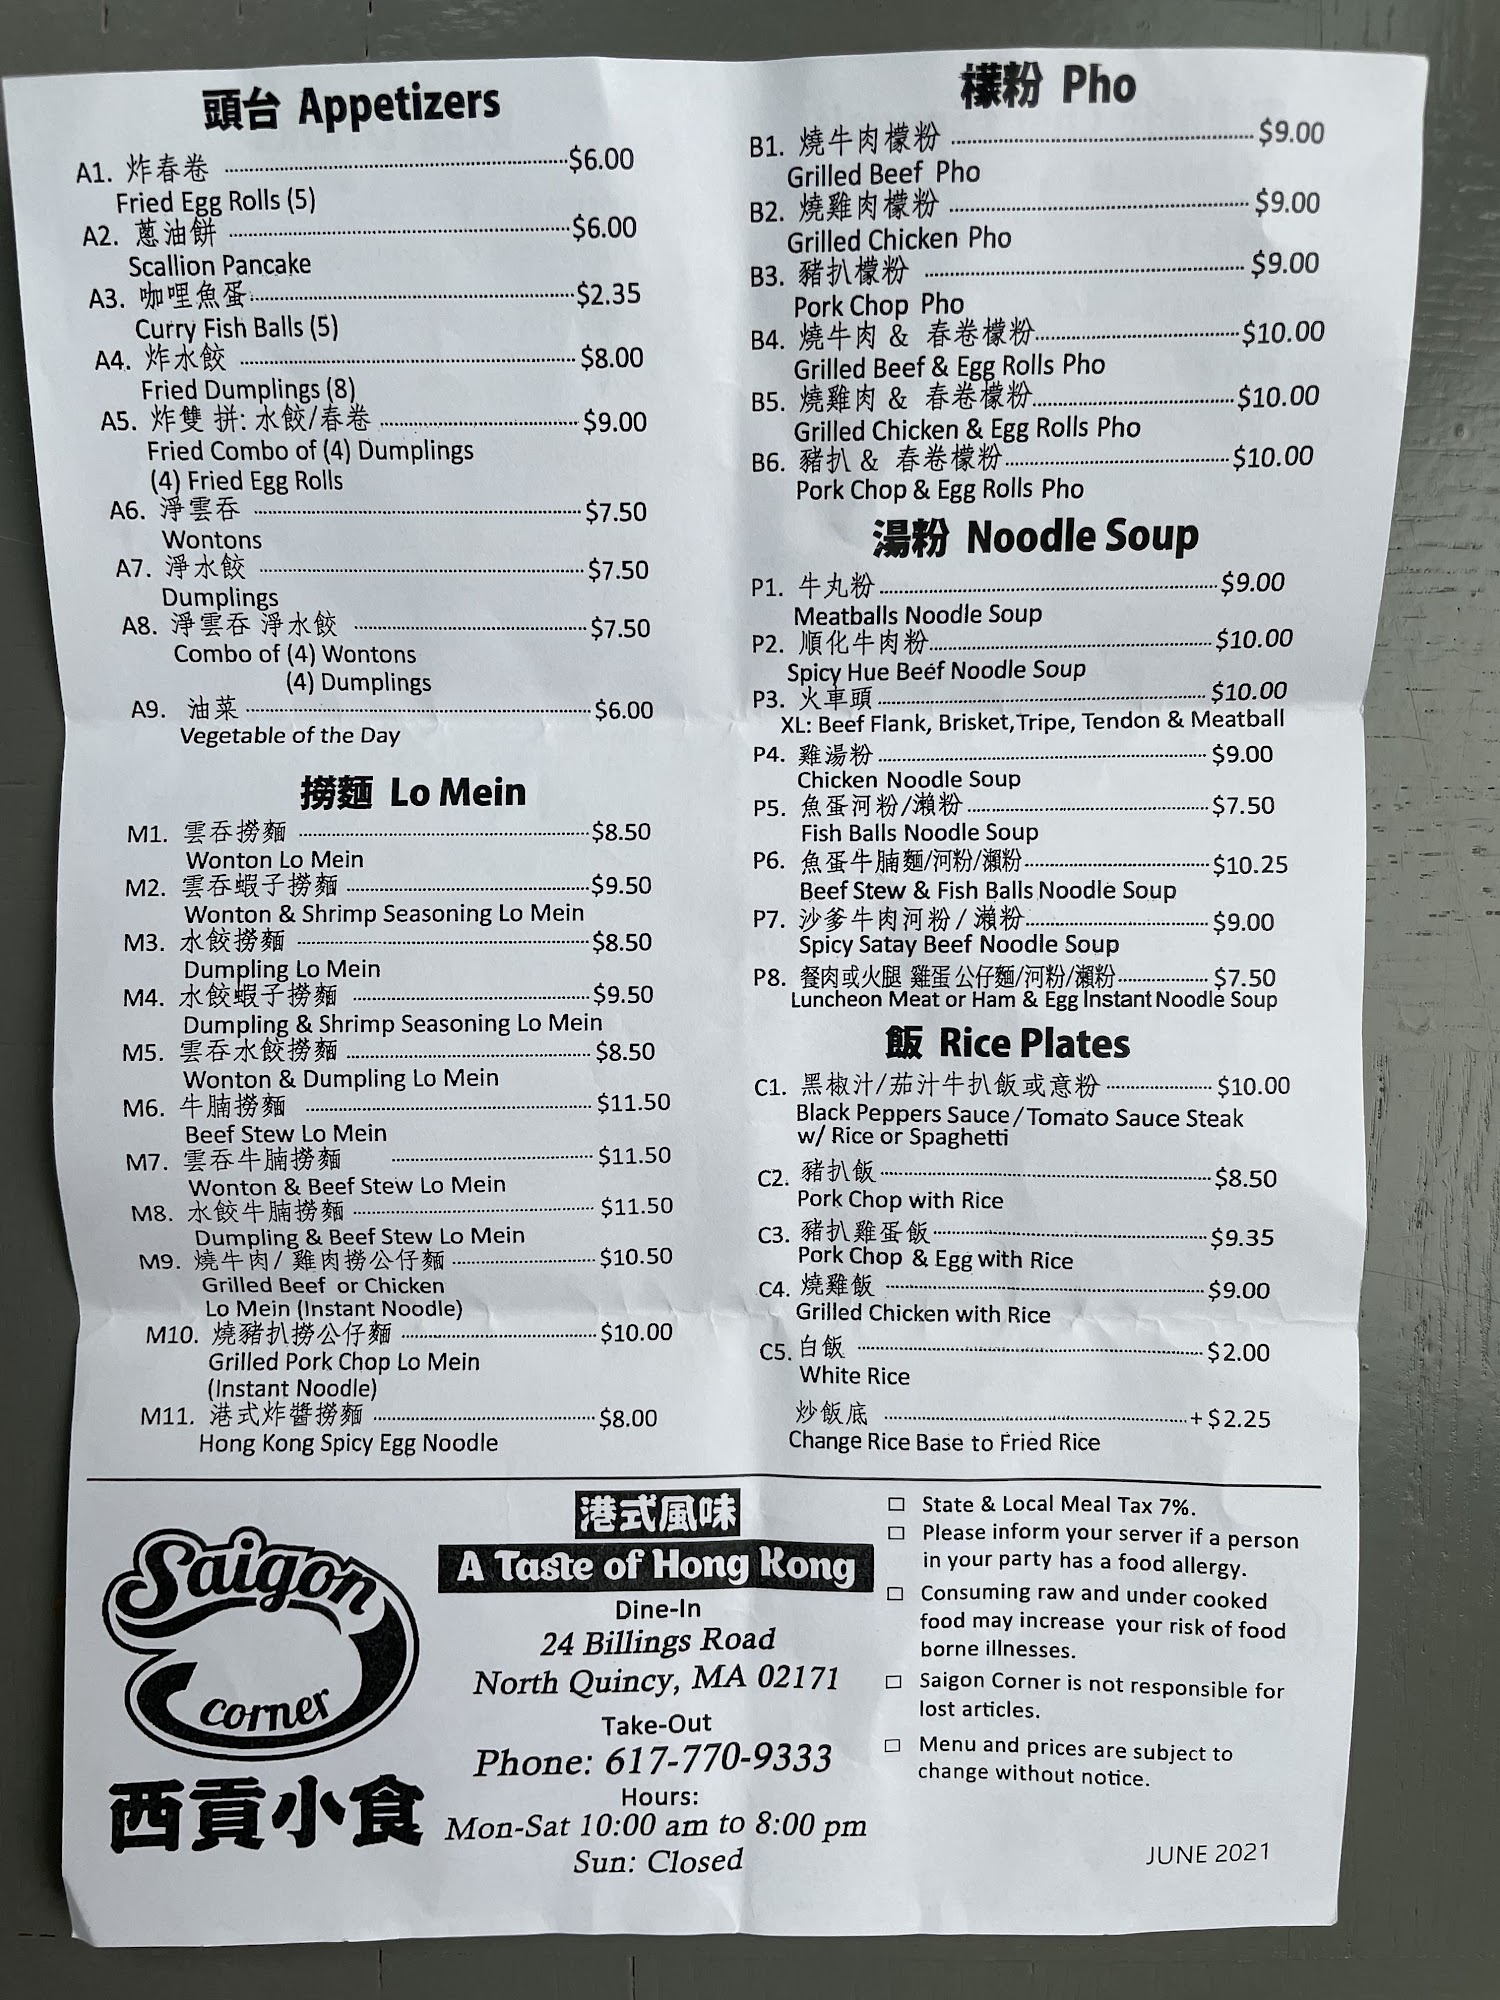 頭台 Appetizers
A1. 炸春卷 $6.00
Fried Egg Rolls (5)
A2. 蔥油餅 $6.00
Scallion Pancake
A3. 咖哩魚蛋 $2.35
Curry Fish Balls (5)
A4. 炸水餃 $8.00
Fried Dumplings (8)
A5. 炸雙 拼: 水餃/春卷 $9.00
Fried Combo of (4) Dumplings
(4) Fried Egg Rolls
A6. 淨雲吞 $7.50
Wontons
A7. 淨水餃 $7.50
Dumplings
A8. 淨雲吞 淨水餃 $7.50
Combo of (4) Wontons
(4) Dumplings
A9. 油菜 $6.00
Vegetable of the Day
撈麵 Lo Mein
M1. 雲吞撈麵 $8.50
Wonton Lo Mein
M2. 雲吞蝦子撈麵 $9.50
Wonton & Shrimp Seasoning Lo Mein
M3. 水餃撈麵 $8.50
Dumpling Lo Mein
M4. 水餃蝦子撈麵 $9.50
Dumpling & Shrimp Seasoning Lo Mein
M5. 雲吞水餃撈麵 $8.50
Wonton & Dumpling Lo Mein
M6. 牛腩撈麵 $11.50
Beef Stew Lo Mein
M7. 雲吞牛腩撈麵 $11.50
Wonton & Beef Stew Lo Mein
M8. 水餃牛腩撈麵 $11.50
Dumpling & Beef Stew Lo Mein
M9. 燒牛肉/ 雞肉撈公仔麵 $10.50
Grilled Beef or Chicken
Lo Mein (Instant Noodle)
M10. 燒豬扒撈公仔麵 $10.00
Grilled Pork Chop Lo Mein
(Instant Noodle)
M11. 港式炸醬撈麵 $8.00
Hong Kong Spicy Egg Noodle
檬粉 Pho
B1. 燒牛肉檬粉 $9.00
Grilled Beef Pho
B2. 燒雞肉檬粉 $9.00
Grilled Chicken Pho
B3. 豬扒檬粉 $9.00
Pork Chop Pho
B4. 燒牛肉 & 春卷檬粉 $10.00
Grilled Beef & Egg Rolls Pho
B5. 燒雞肉 & 春卷檬粉 $10.00
Grilled Chicken & Egg Rolls Pho
B6. 豬扒 & 春卷檬粉 $10.00
Pork Chop & Egg Rolls Pho
湯粉 Noodle Soup
P1. 牛丸粉 $9.00
Meatballs Noodle Soup
P2. 順化牛肉粉 $10.00
Spicy Hue Beef Noodle Soup
P3. 火車頭 $10.00
XL: Beef Flank, Brisket, Tripe, Tendon & Meatball
P4. 雞湯粉 $9.00
Chicken Noodle Soup
P5. 魚蛋河粉/瀨粉 $7.50
Fish Balls Noodle Soup
P6. 魚蛋牛腩麵/河粉/瀨粉 $10.25
Beef Stew & Fish Balls Noodle Soup
P7. 沙爹牛肉河粉 / 瀨粉 $9.00
Spicy Satay Beef Noodle Soup
P8. 餐肉或火腿 雞蛋 公仔麵/河粉/瀨粉 $7.50
Luncheon Meat or Ham & Egg Instant Noodle Soup
飯 Rice Plates
C1. 黑椒汁/茄汁牛扒飯或意粉 $10.00
Black Peppers Sauce/Tomato Sauce Steak
w/ Rice or Spaghetti
C2. 豬扒飯 $8.50
Pork Chop with Rice
C3. 豬扒雞蛋飯 $9.35
Pork Chop & Egg with Rice
C4. 燒雞飯 $9.00
Grilled Chicken with Rice
C5. 白飯 $2.00
White Rice
炒飯底 + $2.25
Change Rice Base to Fried Rice
Saigon
corner
西貢小食
港式風味
A Taste of Hong Kong
Dine-In
24 Billings Road
North Quincy, MA 02171
Take-Out
Phone: 617-770-9333
Hours:
Mon-Sat 10:00 am to 8:00 pm
Sun: Closed
☐ State & Local Meal Tax 7%.
☐ Please inform your server if a person
in your party has a food allergy.
☐ Consuming raw and under cooked
food may increase your risk of food
borne illnesses.
☐ Saigon Corner is not responsible for
lost articles.
☐ Menu and prices are subject to
change without notice.
JUNE 2021